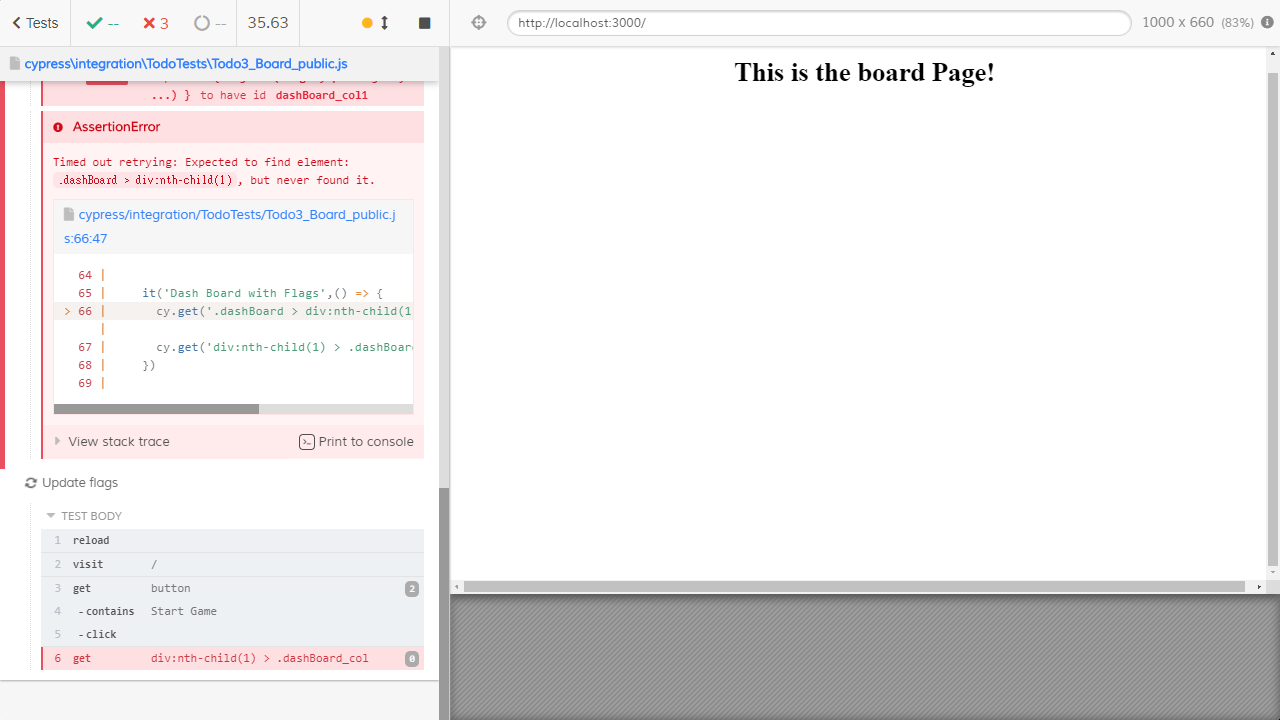 Tests
--
3
--
35.63
http://localhost:3000/
1000 x 660 (83%)
cypress\integration\TodoTests\Todo3_Board_public.js
...) } to have id dashBoard_col1
AssertionError
Timed out retrying: Expected to find element:
.dashBoard > div:nth-child(1), but never found it.
cypress/integration/TodoTests/Todo3_Board_public.j
s:66:47
64 |
65 | it('Dash Board with Flags',() => {
> 66 | cy.get('.dashBoard > div:nth-child(1
|
67 | cy.get('div:nth-child(1) > .dashBoar
68 | })
69 |
View stack trace
Print to console
Update flags
TEST BODY
1 reload
2 visit /
3 get button 2
4 -contains Start Game
5 -click
6 get div:nth-child(1) > .dashBoard_col 0
This is the board Page!